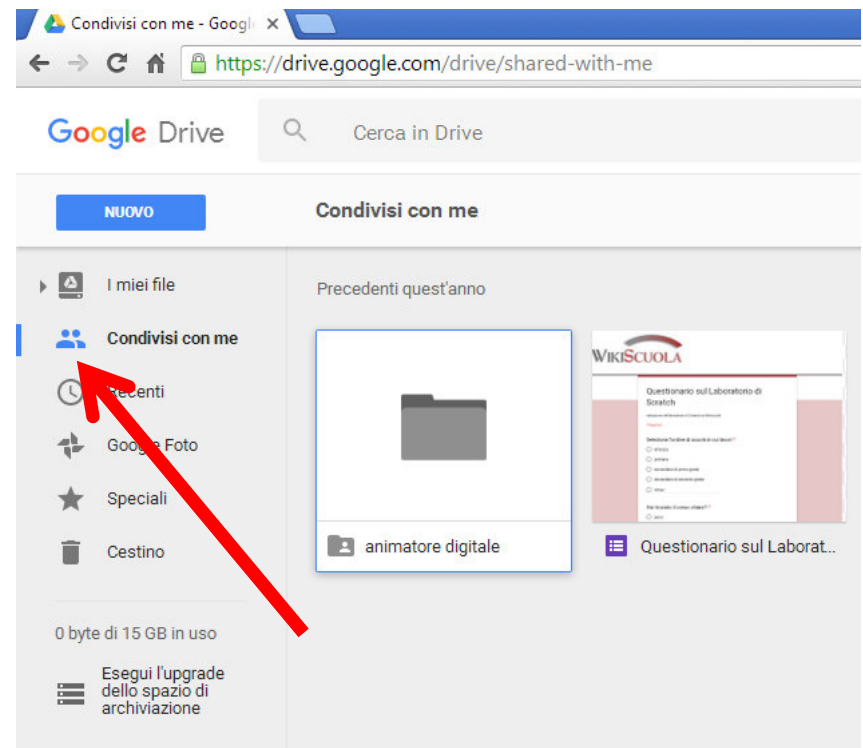 Condivisi con me - Googl
https://drive.google.com/drive/shared-with-me
Google Drive
Cerca in Drive
NUOVO
Condivisi con me
I miei file
Precedenti quest'anno
Condivisi con me
Recenti
Google Foto
Speciali
Cestino
WIKISCUOLA
Questionario sul Laboratorio di
Scratch
animatore digitale
Questionario sul Laborat...
0 byte di 15 GB in uso
Esegui l'upgrade
dello spazio di
archiviazione